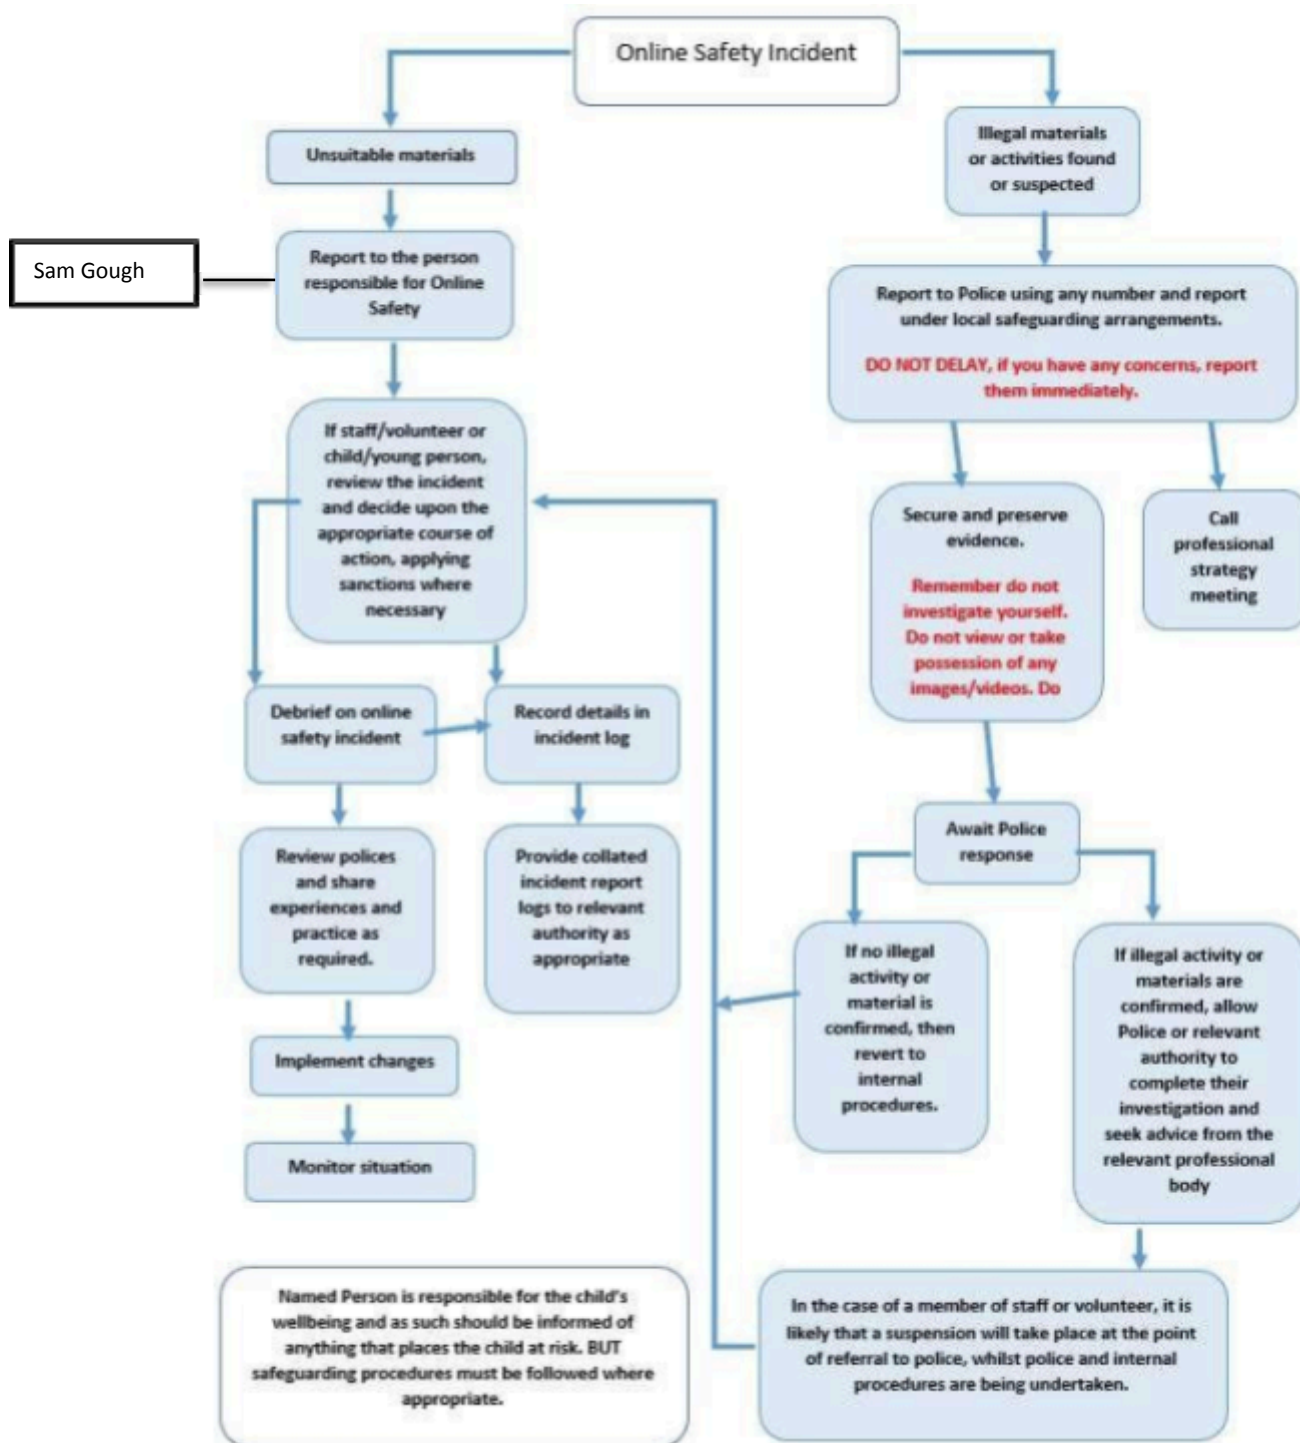 Online Safety Incident
Unsuitable materials
Illegal materials
or activities found
or suspected
Sam Gough
Report to the person
responsible for Online
Safety
Report to Police using any number and report
under local safeguarding arrangements.
DO NOT DELAY, if you have any concerns, report
them immediately.
If staff/volunteer or
child/young person,
review the incident
and decide upon the
appropriate course of
action, applying
sanctions where
necessary
Secure and preserve
evidence.
Remember do not
investigate yourself.
Do not view or take
possession of any
images/videos. Do
Call
professional
strategy
meeting
Debrief on online
safety incident
Record details in
incident log
Review polices
and share
experiences and
practice as
required.
Provide collated
incident report
logs to relevant
authority as
appropriate
Await Police
response
If no illegal
activity or
material is
confirmed, then
revert to
internal
procedures.
If illegal activity or
materials are
confirmed, allow
Police or relevant
authority to
complete their
investigation and
seek advice from the
relevant professional
body
Implement changes
Monitor situation
Named Person is responsible for the child's
wellbeing and as such should be informed of
anything that places the child at risk. BUT
safeguarding procedures must be followed where
appropriate.
In the case of a member of staff or volunteer, it is
likely that a suspension will take place at the point
of referral to police, whilst police and internal
procedures are being undertaken.